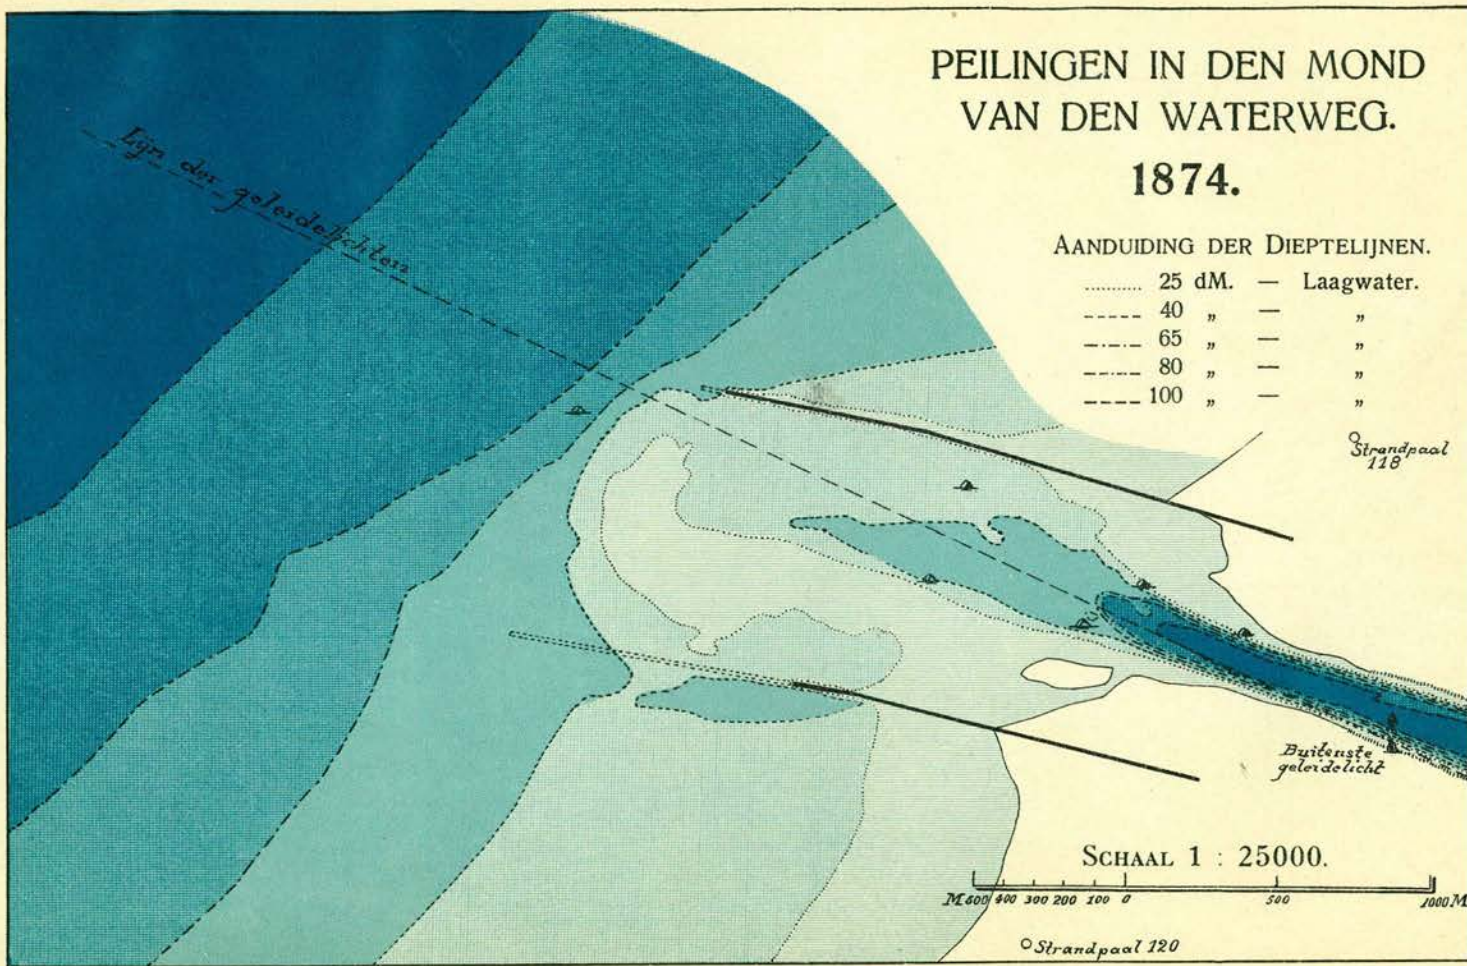 PEILINGEN IN DEN MOND
VAN DEN WATERWEG.
1874.
AANDUIDING DER DIEPTELIJNEN.
25 dM. — Laagwater.
40 „ — „
65 „ — „
80 „ — „
100 „ — „
Lijn der geleidelichten
Strandpaal
118
Buitenste
geleidelicht
SCHAAL 1 : 25000.
M 500 400 300 200 100 0 500 1000 M
Strandpaal 120